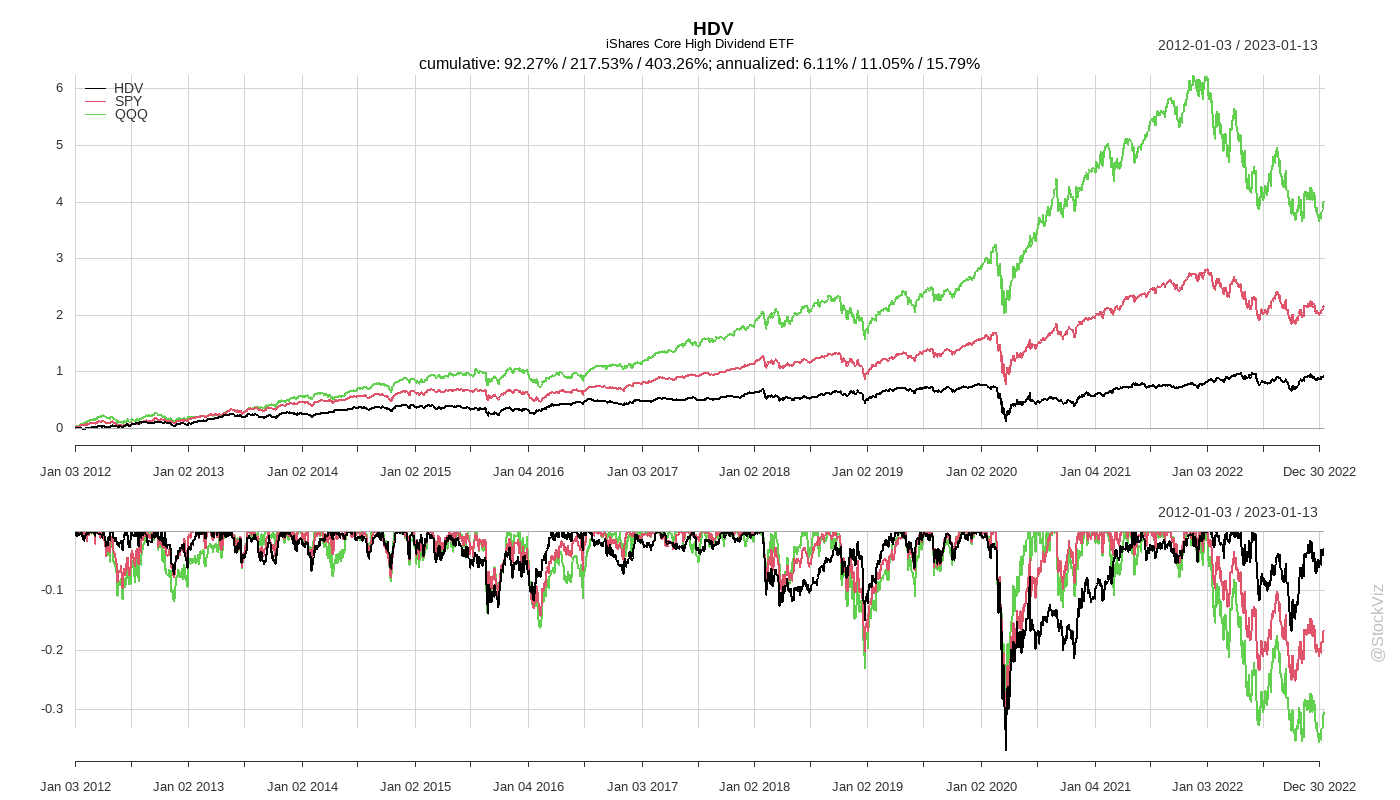 HDV
iShares Core High Dividend ETF
2012-01-03 / 2023-01-13
cumulative: 92.27% / 217.53% / 403.26%; annualized: 6.11% / 11.05% / 15.79%
HDV
SPY
QQQ
6
5
4
3
2
1
0
Jan 03 2012 Jan 02 2013 Jan 02 2014 Jan 02 2015 Jan 04 2016 Jan 03 2017 Jan 02 2018 Jan 02 2019 Jan 02 2020 Jan 04 2021 Jan 03 2022 Dec 30 2022
2012-01-03 / 2023-01-13
-0.1
-0.2
-0.3
Jan 03 2012 Jan 02 2013 Jan 02 2014 Jan 02 2015 Jan 04 2016 Jan 03 2017 Jan 02 2018 Jan 02 2019 Jan 02 2020 Jan 04 2021 Jan 03 2022 Dec 30 2022
@StockViz